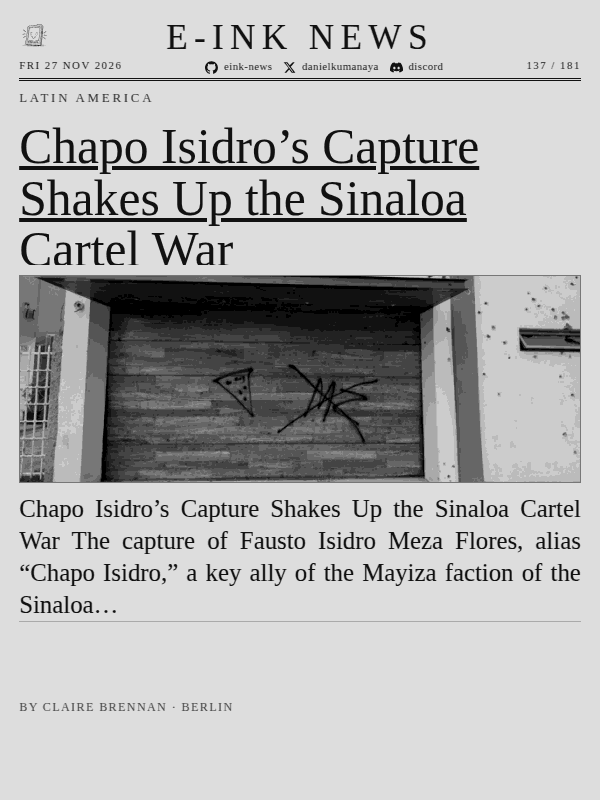 E-INK NEWS
FRI 27 NOV 2026
eink-news danielkumanaya discord
137 / 181
LATIN AMERICA
Chapo Isidro’s Capture
Shakes Up the Sinaloa
Cartel War
Chapo Isidro’s Capture Shakes Up the Sinaloa Cartel
War The capture of Fausto Isidro Meza Flores, alias
“Chapo Isidro,” a key ally of the Mayiza faction of the
Sinaloa…
BY CLAIRE BRENNAN · BERLIN